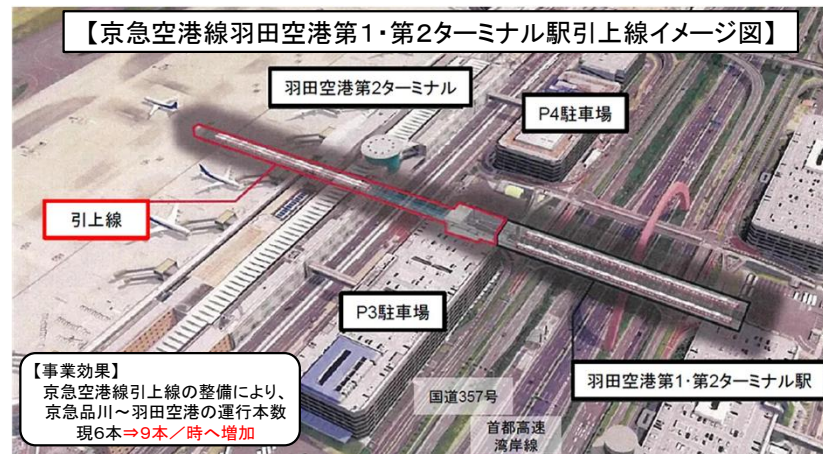 【京急空港線羽田空港第1・第2ターミナル駅引上線イメージ図】
羽田空港第2ターミナル
P4駐車場
引上線
P3駐車場
羽田空港第1・第2ターミナル駅
国道357号
首都高速
湾岸線
【事業効果】
京急空港線引上線の整備により、
京急品川～羽田空港の運行本数
現6本⇒9本／時へ増加